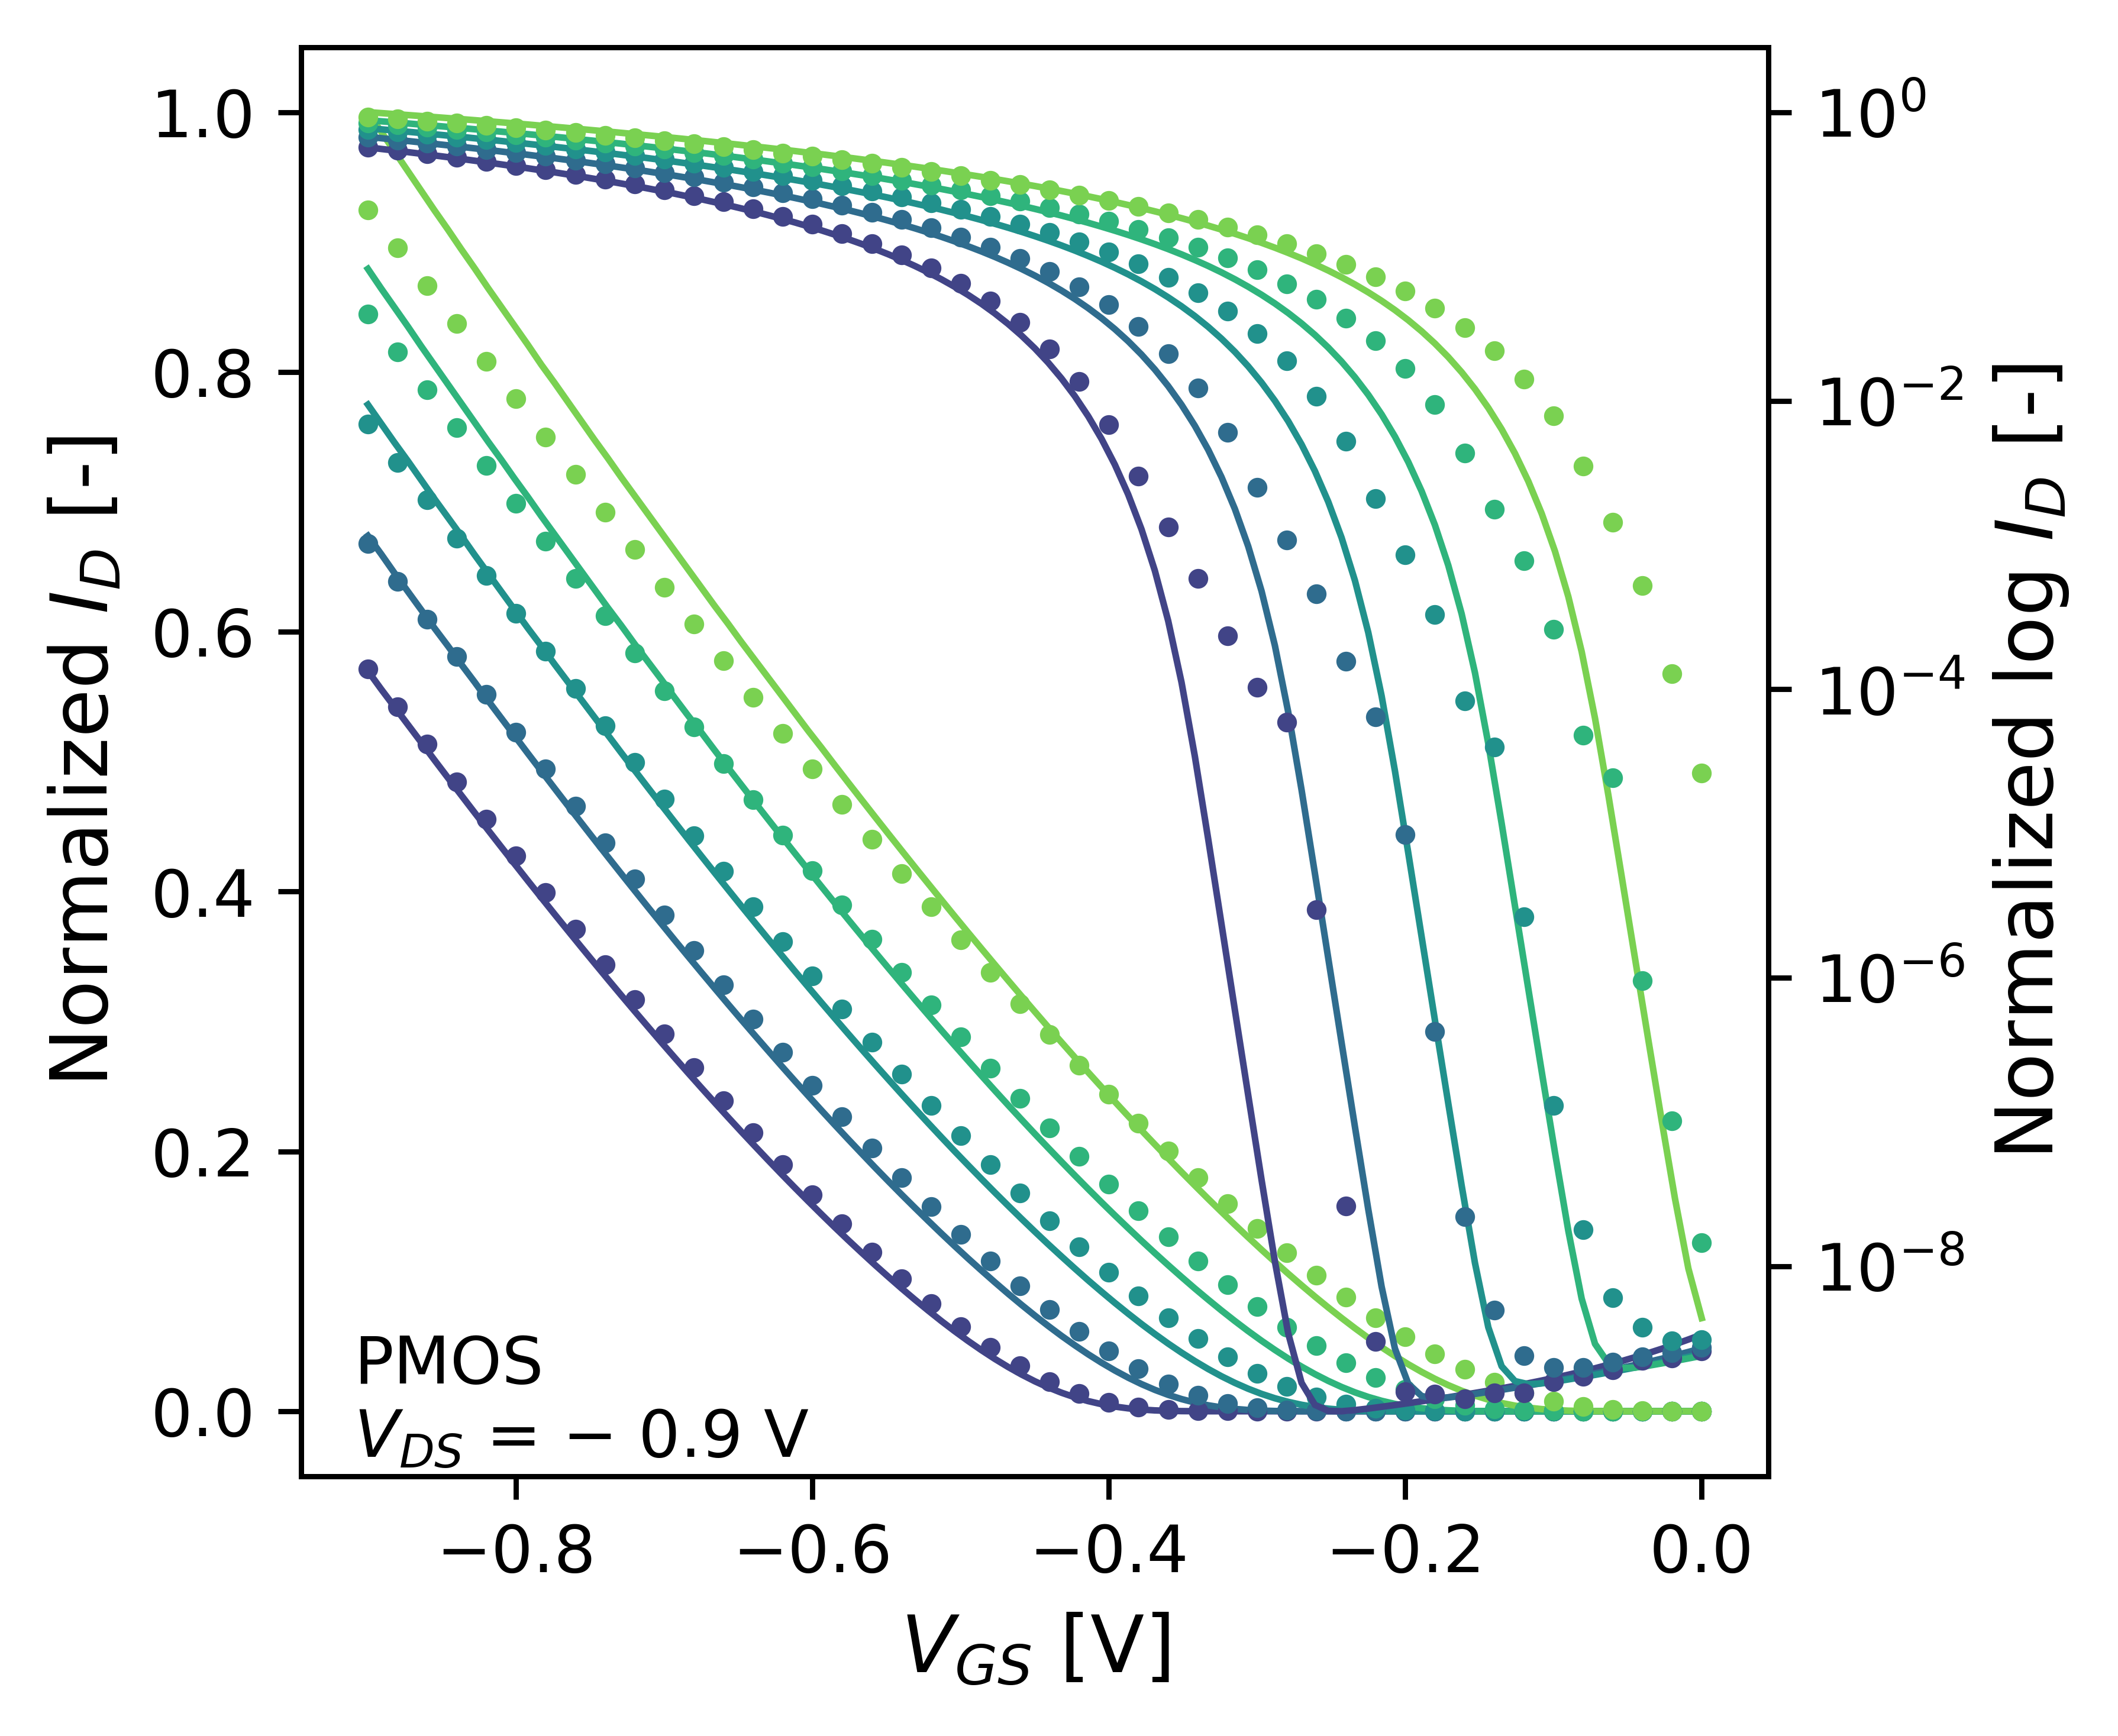 1.0
0.8
0.6
0.4
0.2
0.0
Normalized I_D [-]
10^0
10^−2
10^−4
10^−6
10^−8
Normalized log I_D [-]
PMOS
V_DS = − 0.9 V
−0.8 −0.6 −0.4 −0.2 0.0
V_GS [V]